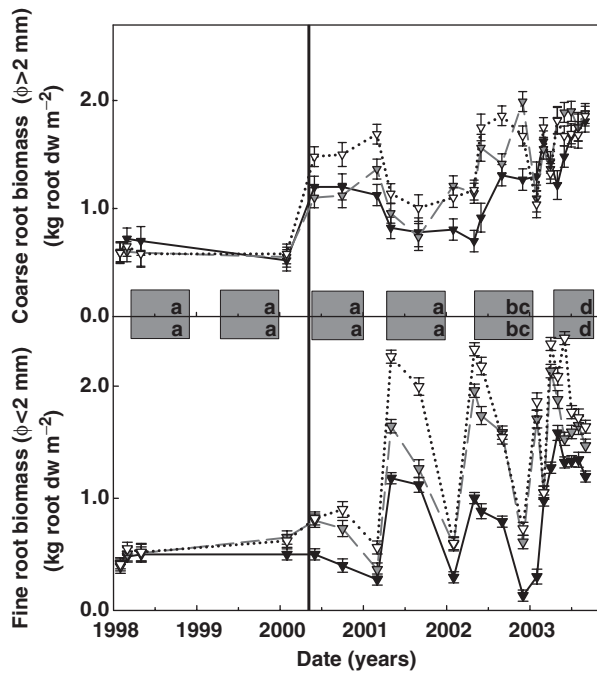 Coarse root biomass (ϕ>2 mm)
(kg root dw m−2)
2.0
1.0
0.0
a a a a bc d
a a a a bc d
Fine root biomass (ϕ<2 mm)
(kg root dw m−2)
2.0
1.0
0.0
1998 1999 2000 2001 2002 2003
Date (years)